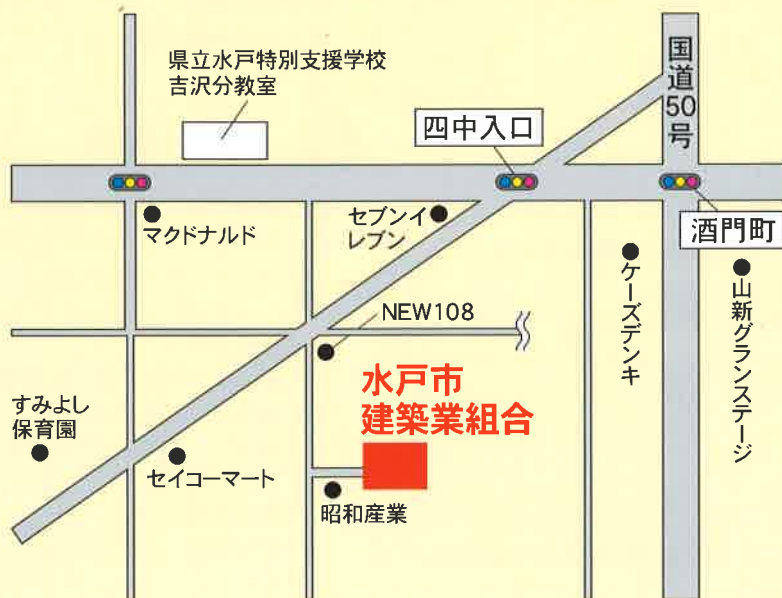 県立水戸特別支援学校
吉沢分教室
国道50号
四中入口
マクドナルド
セブンイ
レブン
酒門町
ケーズデンキ
山新グランステージ
NEW108
水戸市
建築業組合
すみよし
保育園
セイコーマート
昭和産業